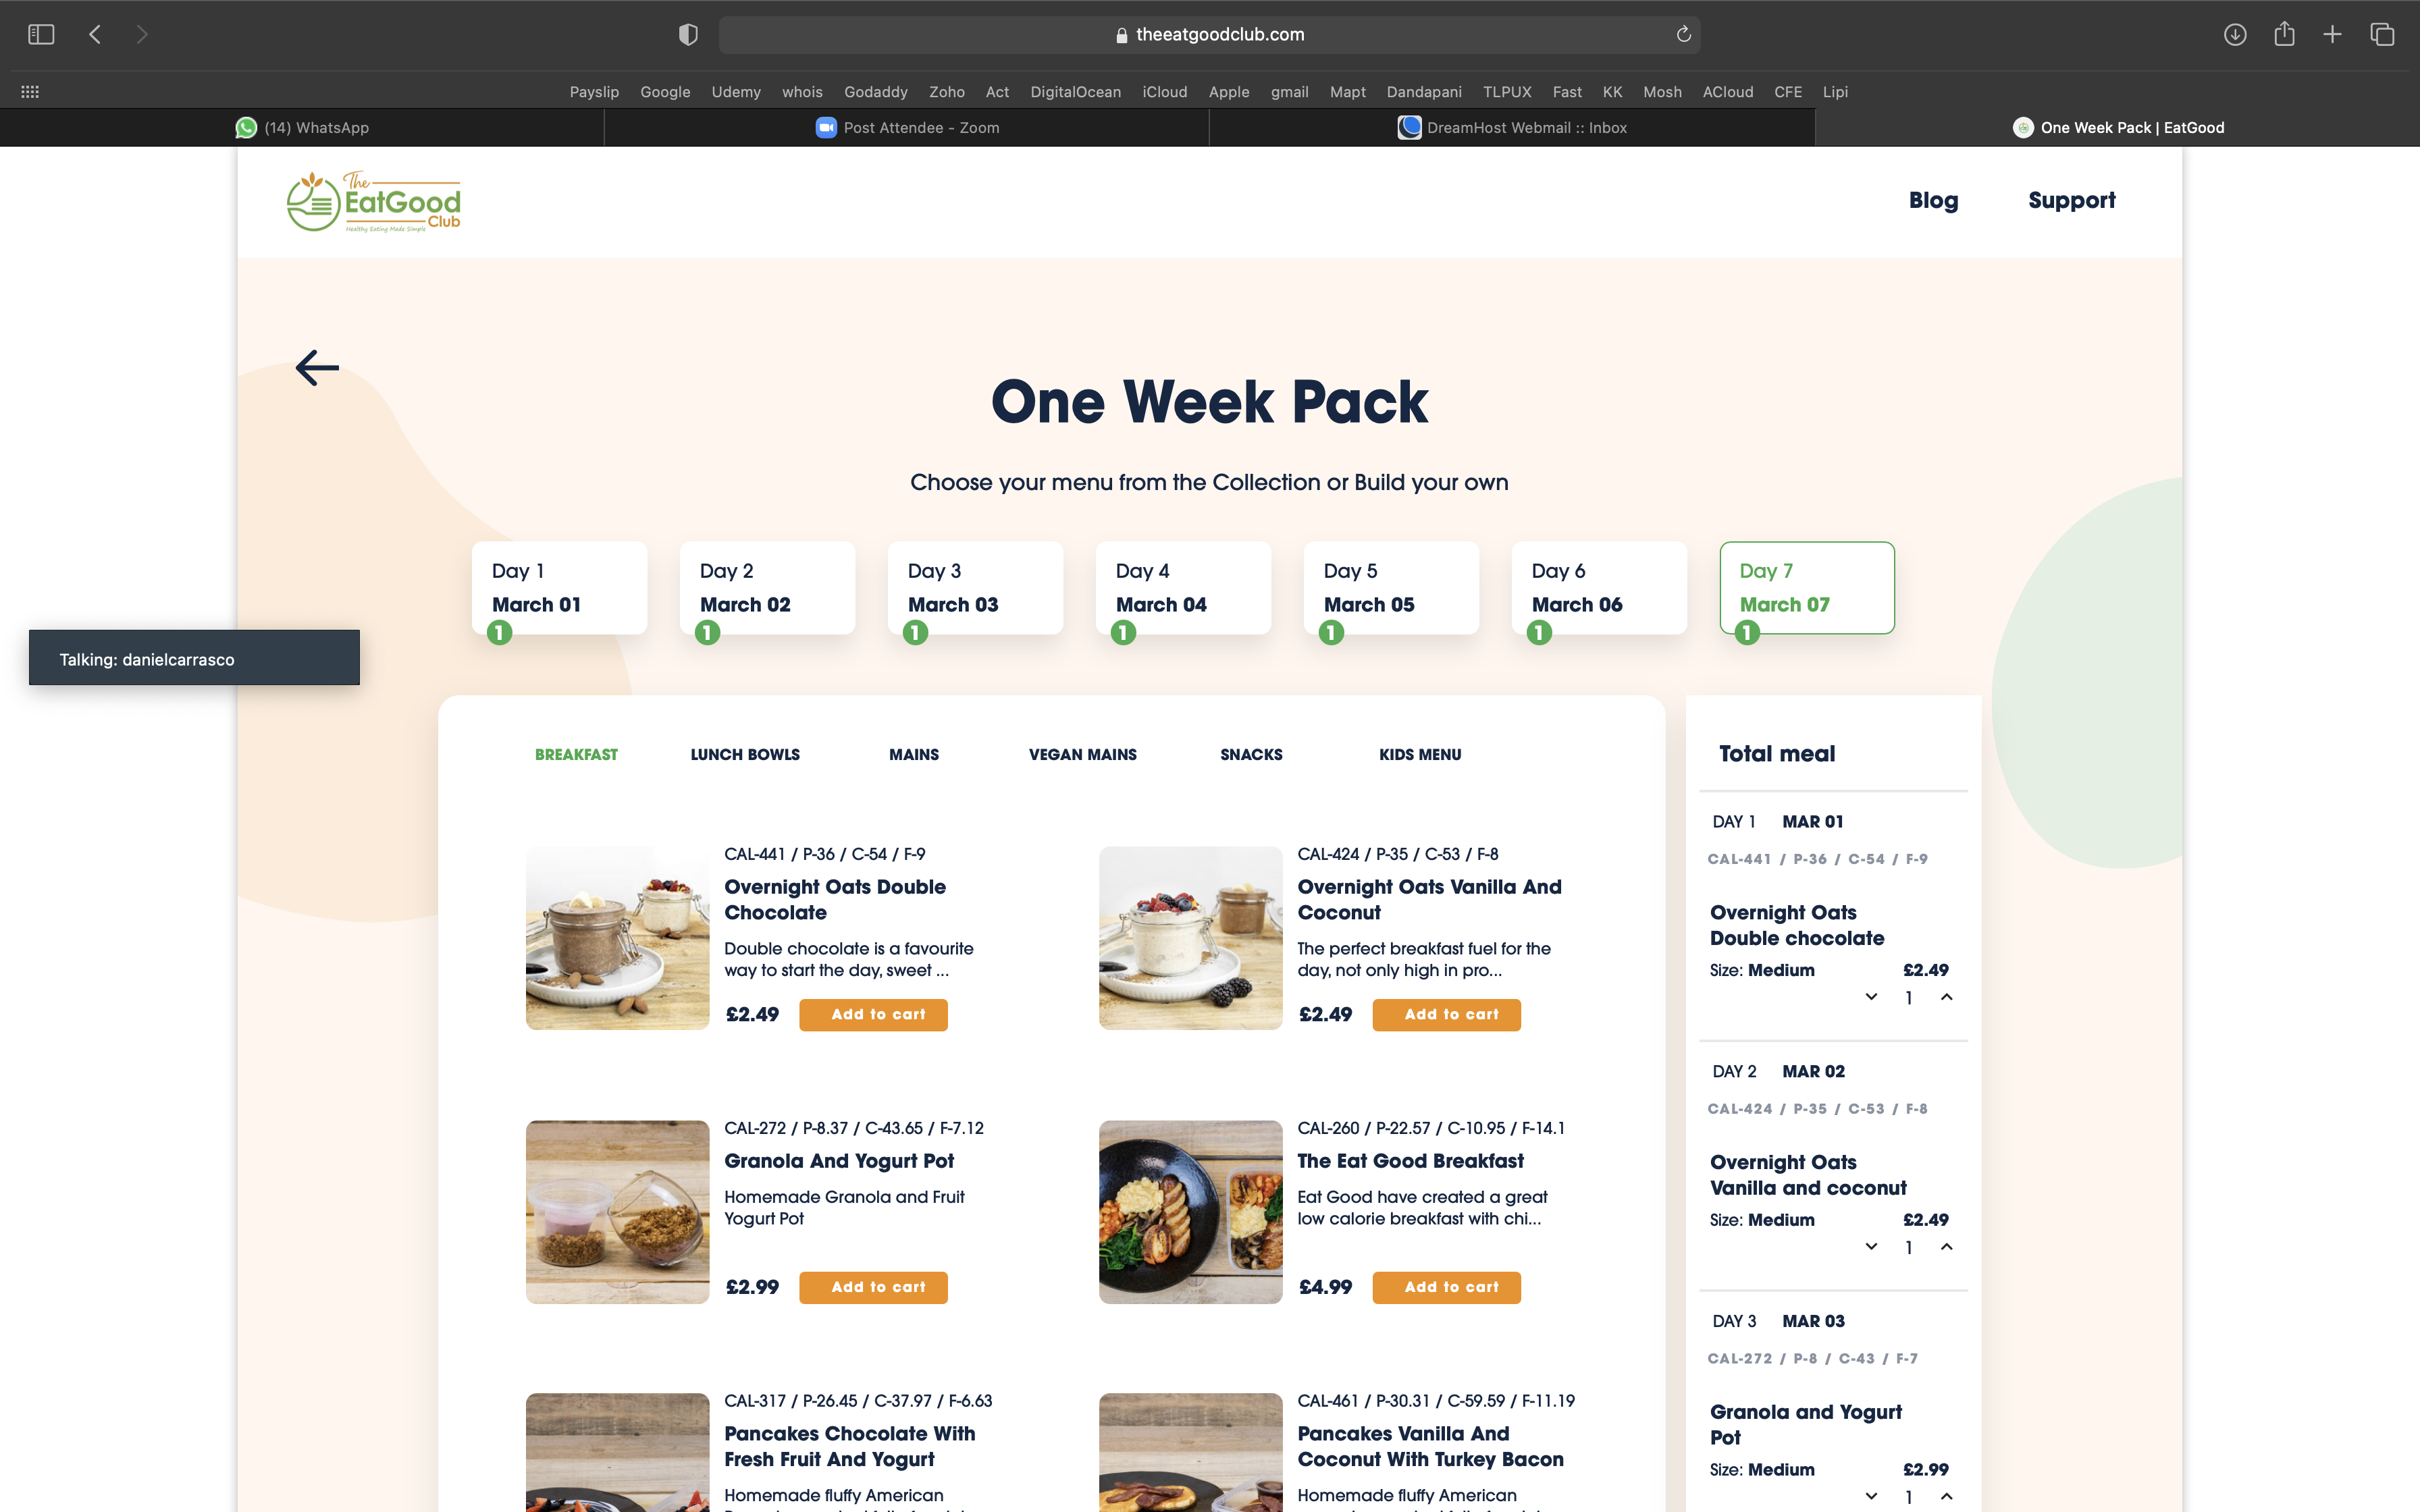 theeatgoodclub.com
Payslip Google Udemy whois Godaddy Zoho Act DigitalOcean iCloud Apple gmail Mapt Dandapani TLPUX Fast KK Mosh ACloud CFE Lipi
(14) WhatsApp
Post Attendee - Zoom
DreamHost Webmail :: Inbox
One Week Pack | EatGood
The
EatGood
Club
Healthy Eating Made Simple
Blog Support
One Week Pack
Choose your menu from the Collection or Build your own
Day 1
March 01
1
Day 2
March 02
1
Day 3
March 03
1
Day 4
March 04
1
Day 5
March 05
1
Day 6
March 06
1
Day 7
March 07
1
Talking: danielcarrasco
BREAKFAST LUNCH BOWLS MAINS VEGAN MAINS SNACKS KIDS MENU
CAL-441 / P-36 / C-54 / F-9
Overnight Oats Double
Chocolate
Double chocolate is a favourite
way to start the day, sweet ...
£2.49 Add to cart
CAL-424 / P-35 / C-53 / F-8
Overnight Oats Vanilla And
Coconut
The perfect breakfast fuel for the
day, not only high in pro...
£2.49 Add to cart
CAL-272 / P-8.37 / C-43.65 / F-7.12
Granola And Yogurt Pot
Homemade Granola and Fruit
Yogurt Pot
£2.99 Add to cart
CAL-260 / P-22.57 / C-10.95 / F-14.1
The Eat Good Breakfast
Eat Good have created a great
low calorie breakfast with chi...
£4.99 Add to cart
CAL-317 / P-26.45 / C-37.97 / F-6.63
Pancakes Chocolate With
Fresh Fruit And Yogurt
Homemade fluffy American
CAL-461 / P-30.31 / C-59.59 / F-11.19
Pancakes Vanilla And
Coconut With Turkey Bacon
Homemade fluffy American
Total meal
DAY 1 MAR 01
CAL-441 / P-36 / C-54 / F-9
Overnight Oats
Double chocolate
Size: Medium £2.49
1
DAY 2 MAR 02
CAL-424 / P-35 / C-53 / F-8
Overnight Oats
Vanilla and coconut
Size: Medium £2.49
1
DAY 3 MAR 03
CAL-272 / P-8 / C-43 / F-7
Granola and Yogurt
Pot
Size: Medium £2.99
1